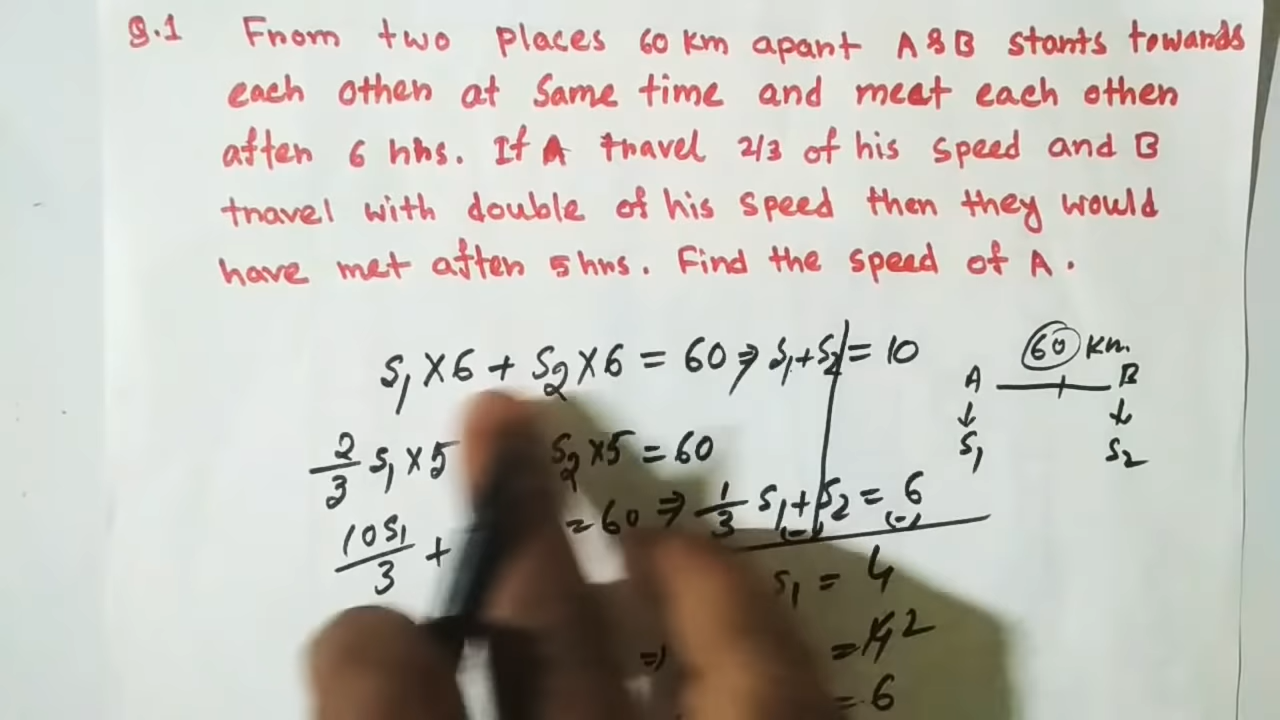 Q.1 From two places 60 km apart A & B starts towards
each other at same time and meet each other
after 6 hrs. If A travel 2/3 of his speed and B
travel with double of his speed then they would
have met after 5 hrs. Find the speed of A.
S₁ × 6 + S₂ × 6 = 60 ⇒ S₁ + S₂ = 10
60 km.
A B
S₁ S₂
2/3 S₁ × 5 S₂ × 5 = 60
10S₁/3 + = 60 ⇒ 1/3 S₁ + S₂ = 6
(-) (-)
S₁ = 4
⇒ = 4 2
= 6